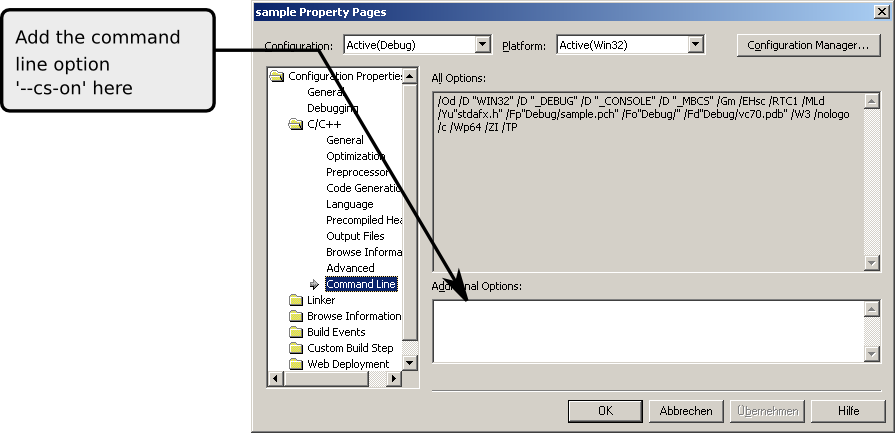 Add the command
line option
'--cs-on' here
sample Property Pages
Configuration: Active(Debug) Platform: Active(Win32) Configuration Manager...
Configuration Propertie
General
Debugging
C/C++
General
Optimization
Preprocessor
Code Generatio
Language
Precompiled Hea
Output Files
Browse Informa
Advanced
Command Line
Linker
Browse Information
Build Events
Custom Build Step
Web Deployment
All Options:
/Od /D "WIN32" /D "_DEBUG" /D "_CONSOLE" /D "_MBCS" /Gm /EHsc /RTC1 /MLd
/Yu"stdafx.h" /Fp"Debug/sample.pch" /Fo"Debug/" /Fd"Debug/vc70.pdb" /W3 /nologo
/c /Wp64 /ZI /TP
Additional Options:
OK Abbrechen Übernehmen Hilfe